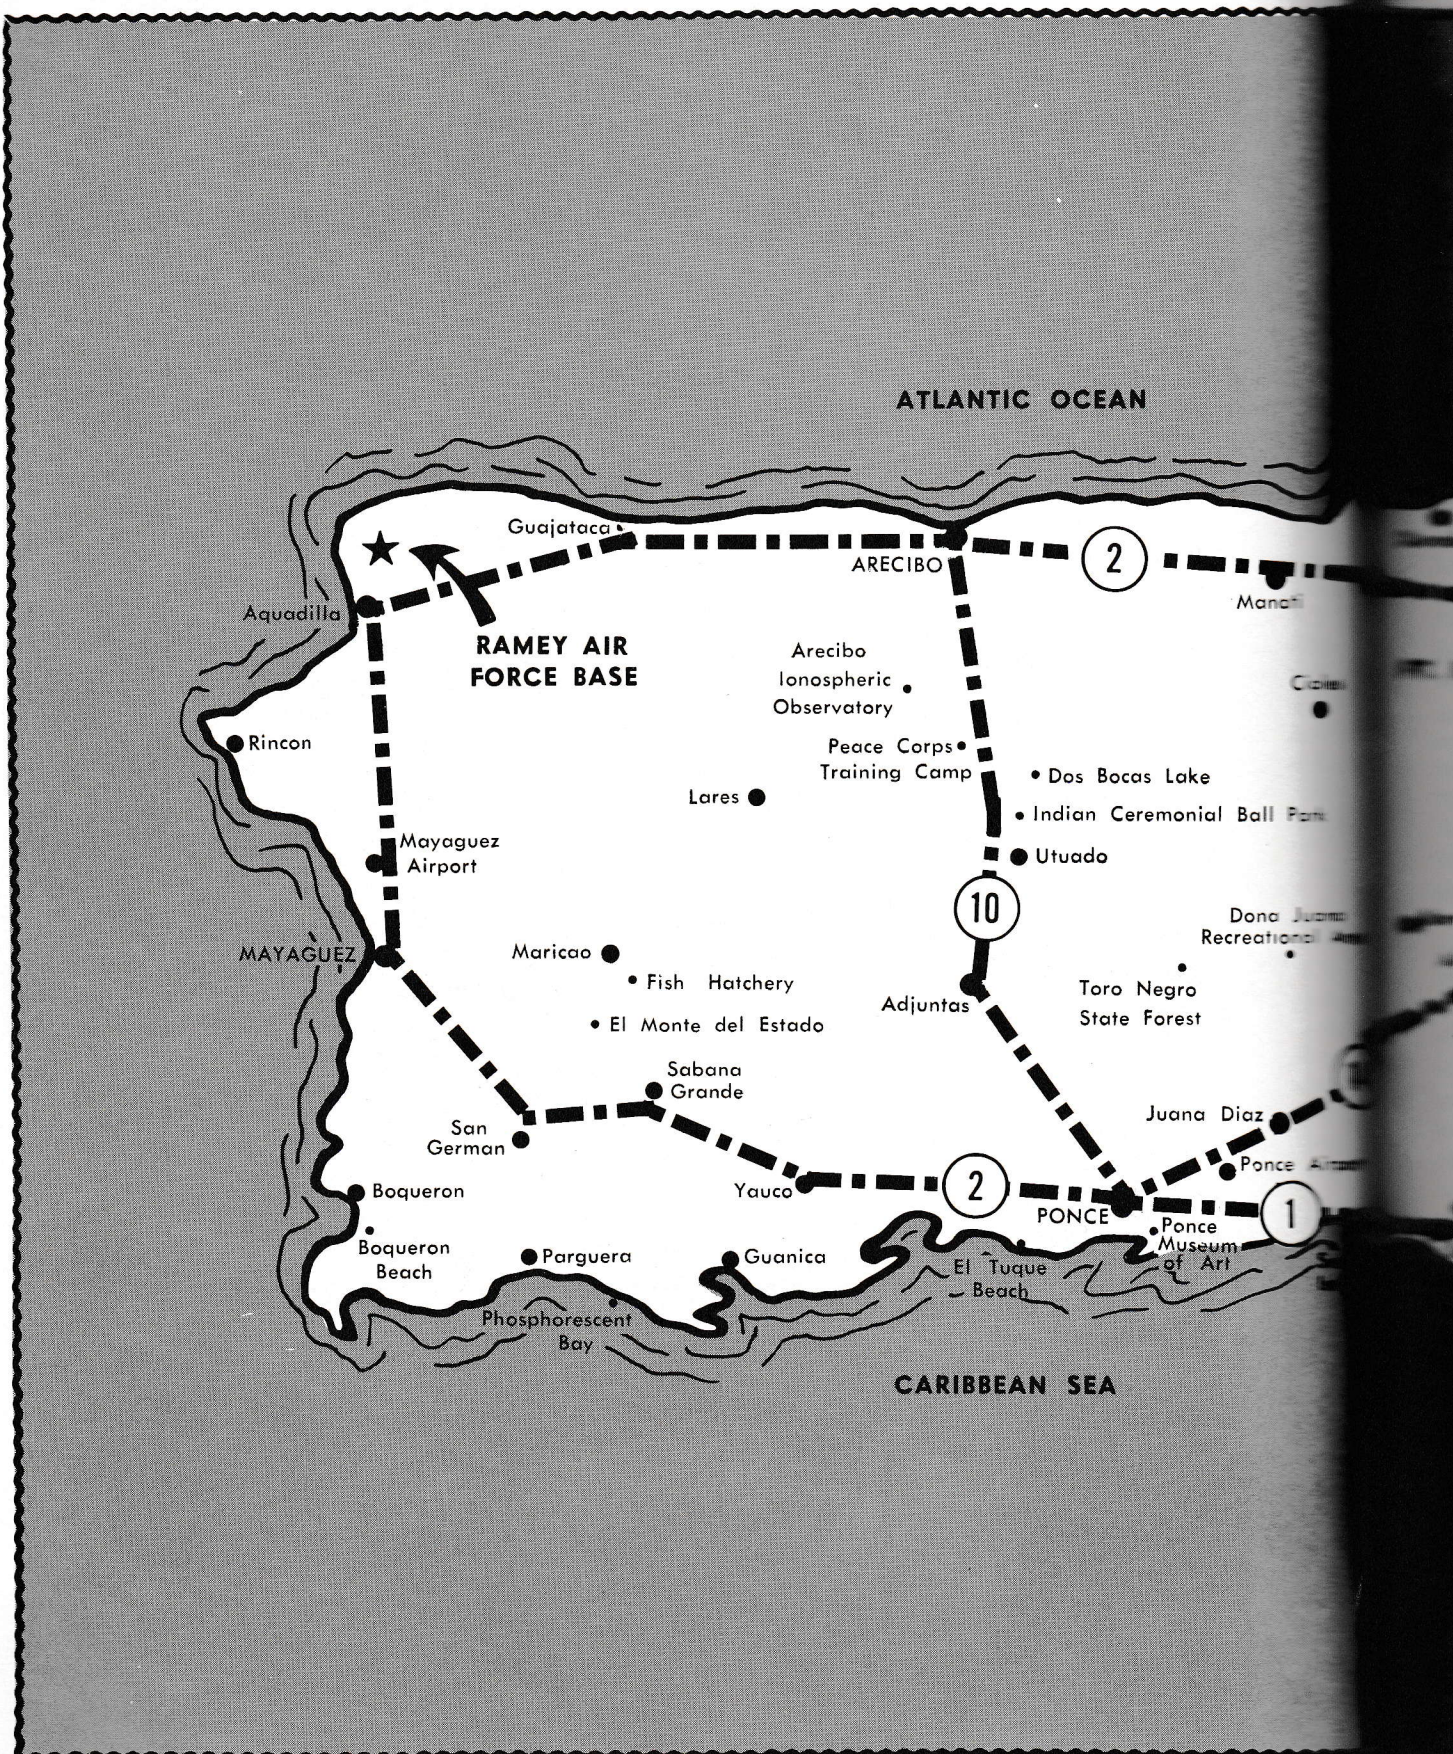 ATLANTIC OCEAN
Guajataca
ARECIBO
2
Manati
Aquadilla
RAMEY AIR
FORCE BASE
Arecibo
Ionospheric
Observatory
Rincon
Peace Corps
Training Camp
Dos Bocas Lake
Lares
Indian Ceremonial Ball
Mayaguez
Airport
Utuado
10
Dona Juana
Recreational
MAYAGUEZ
Maricao
Fish Hatchery
Toro Negro
State Forest
Adjuntas
El Monte del Estado
Sabana
Grande
Juana Diaz
San
German
Ponce
Boqueron
Yauco
2
PONCE
1
Ponce
Museum
of Art
Boqueron
Beach
Parguera
Guanica
El Tuque
Beach
Phosphorescent
Bay
CARIBBEAN SEA